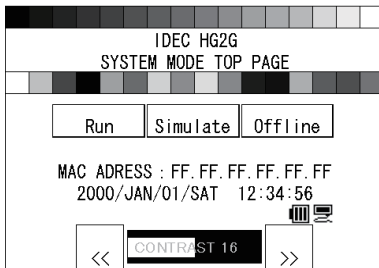 IDEC HG2G
SYSTEM MODE TOP PAGE
Run Simulate Offline
MAC ADRESS : FF. FF. FF. FF. FF. FF
2000/JAN/01/SAT 12:34:56
<< CONTRAST 16 >>